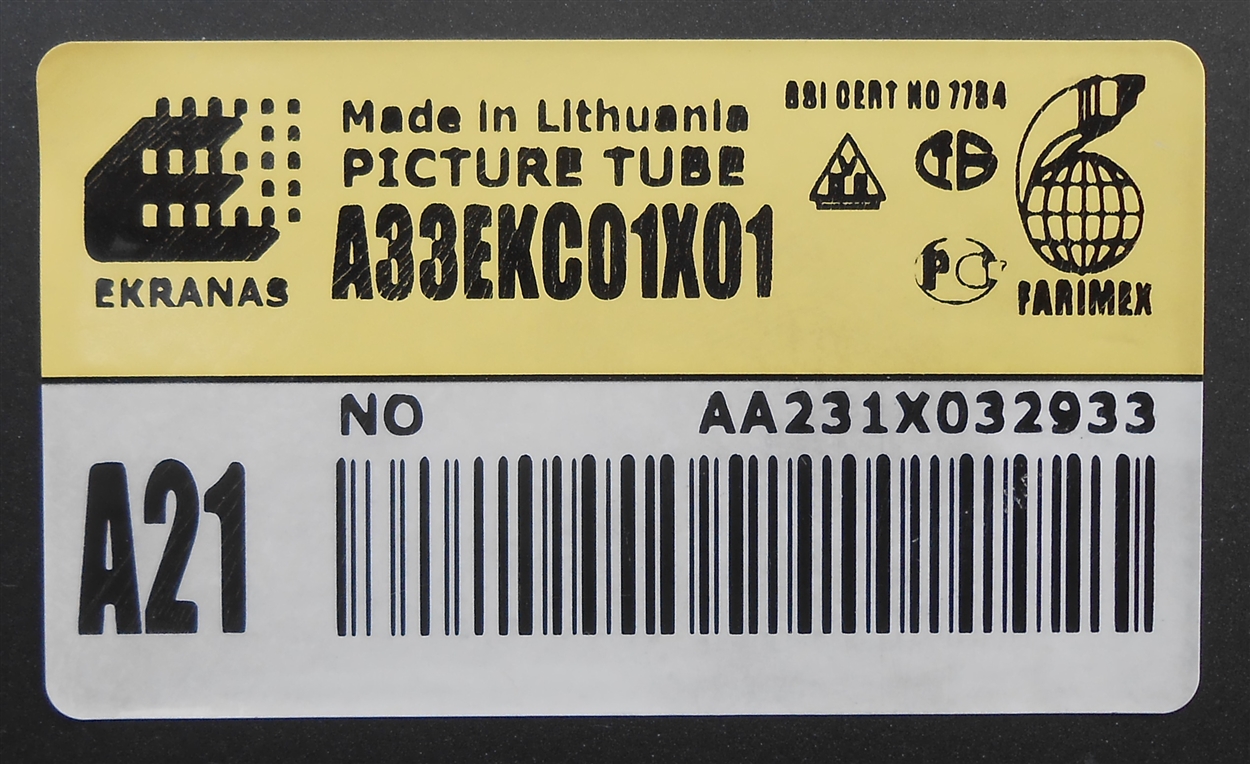 Made in Lithuania
PICTURE TUBE
A33EKC01X01
EKRANAS
BSI CERT NO 7784
FARIMEX
NO AA231X032933
A21